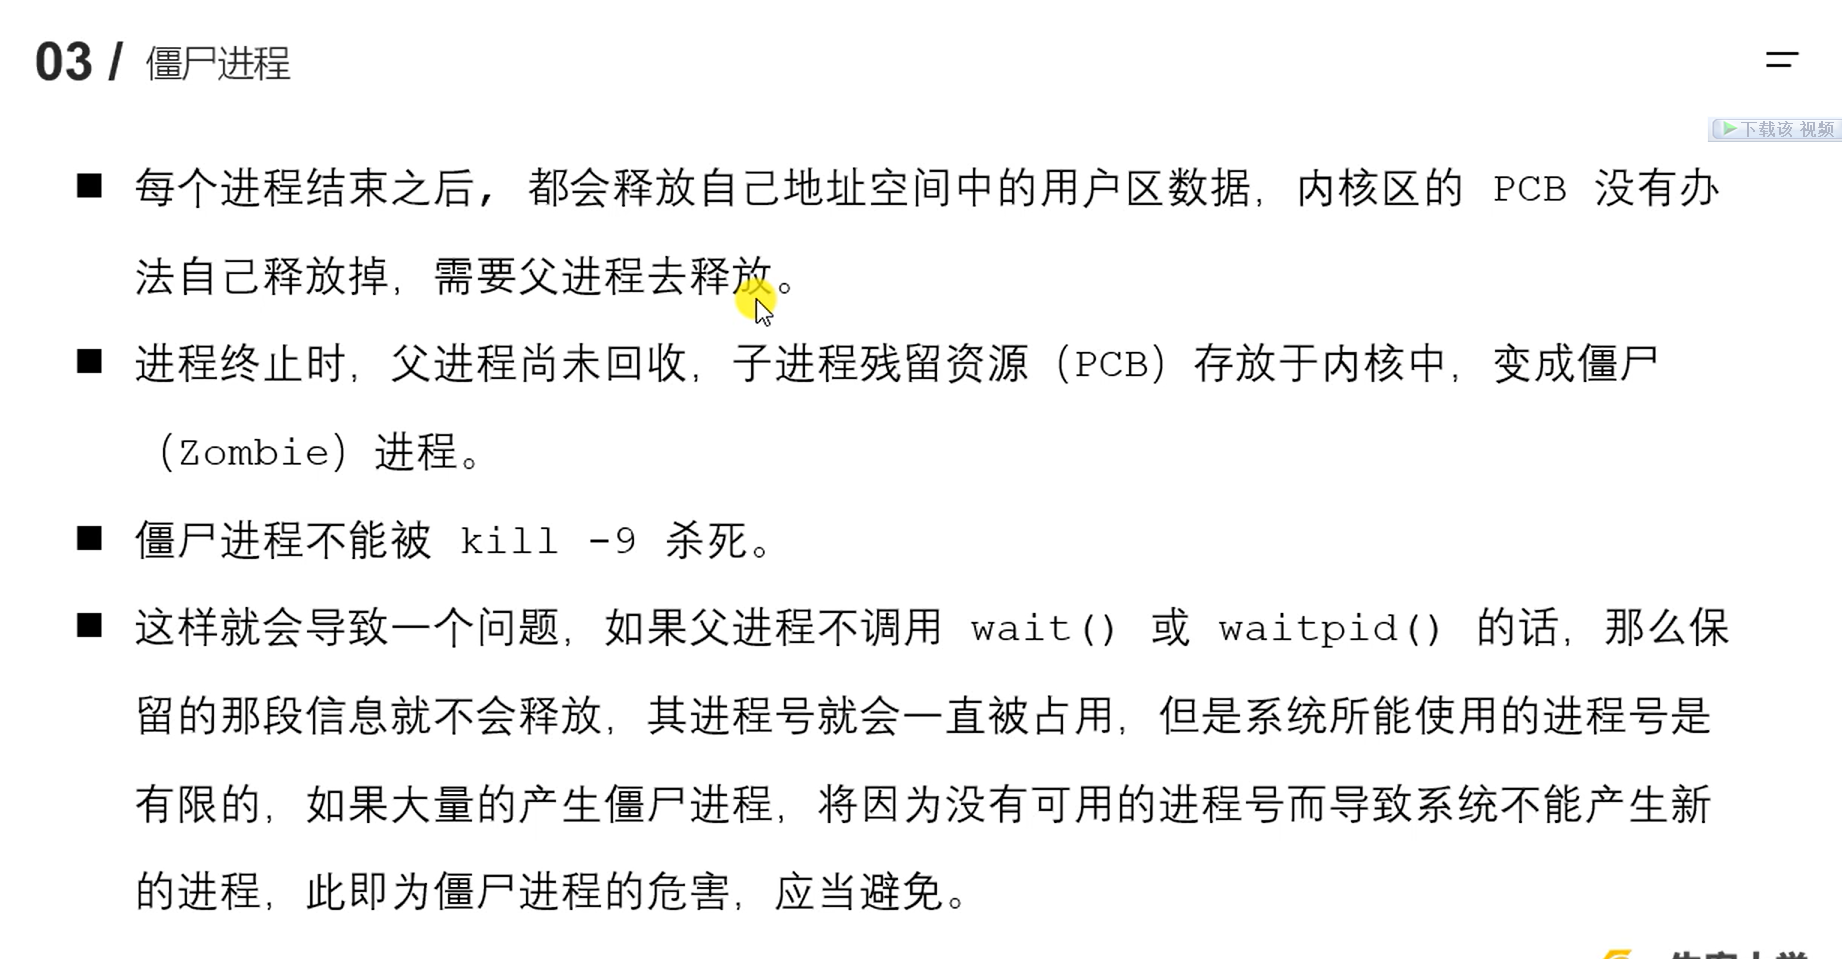 03 / 僵尸进程
下载该 视频
■ 每个进程结束之后, 都会释放自己地址空间中的用户区数据，内核区的 PCB 没有办
法自己释放掉，需要父进程去释放。
■ 进程终止时，父进程尚未回收，子进程残留资源（PCB）存放于内核中，变成僵尸
（Zombie）进程。
■ 僵尸进程不能被 kill -9 杀死。
■ 这样就会导致一个问题，如果父进程不调用 wait() 或 waitpid() 的话，那么保
留的那段信息就不会释放，其进程号就会一直被占用，但是系统所能使用的进程号是
有限的，如果大量的产生僵尸进程，将因为没有可用的进程号而导致系统不能产生新
的进程，此即为僵尸进程的危害，应当避免。